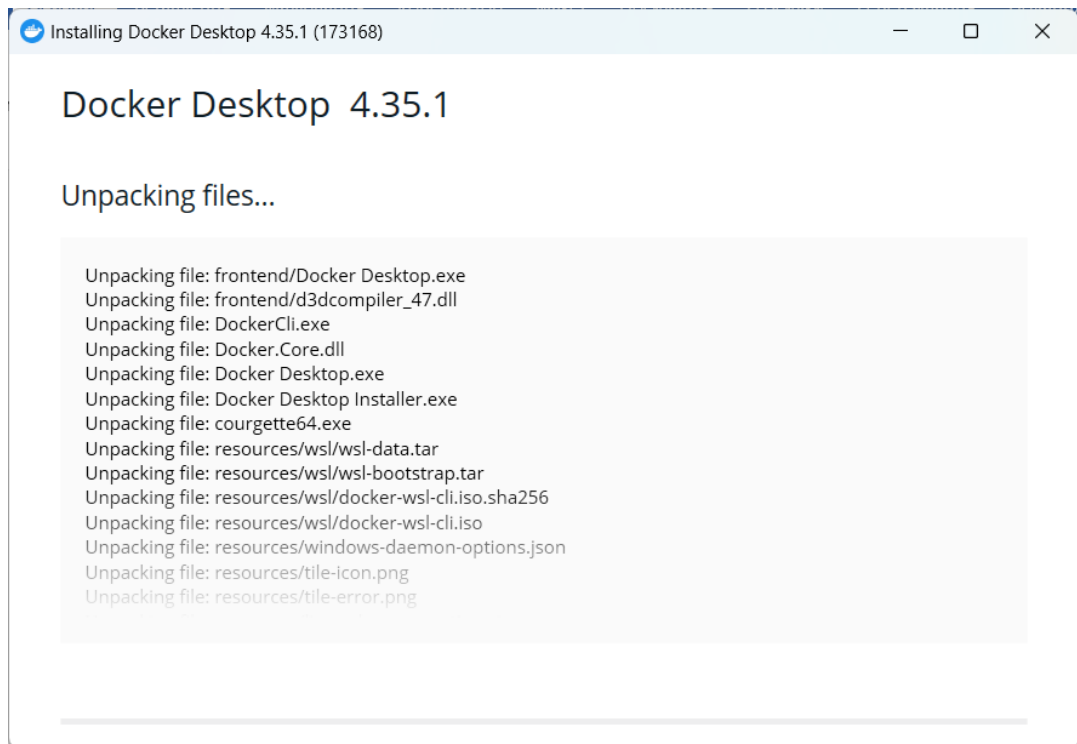 Installing Docker Desktop 4.35.1 (173168)
Docker Desktop 4.35.1
Unpacking files...
Unpacking file: frontend/Docker Desktop.exe
Unpacking file: frontend/d3dcompiler_47.dll
Unpacking file: DockerCli.exe
Unpacking file: Docker.Core.dll
Unpacking file: Docker Desktop.exe
Unpacking file: Docker Desktop Installer.exe
Unpacking file: courgette64.exe
Unpacking file: resources/wsl/wsl-data.tar
Unpacking file: resources/wsl/wsl-bootstrap.tar
Unpacking file: resources/wsl/docker-wsl-cli.iso.sha256
Unpacking file: resources/wsl/docker-wsl-cli.iso
Unpacking file: resources/windows-daemon-options.json
Unpacking file: resources/tile-icon.png
Unpacking file: resources/tile-error.png